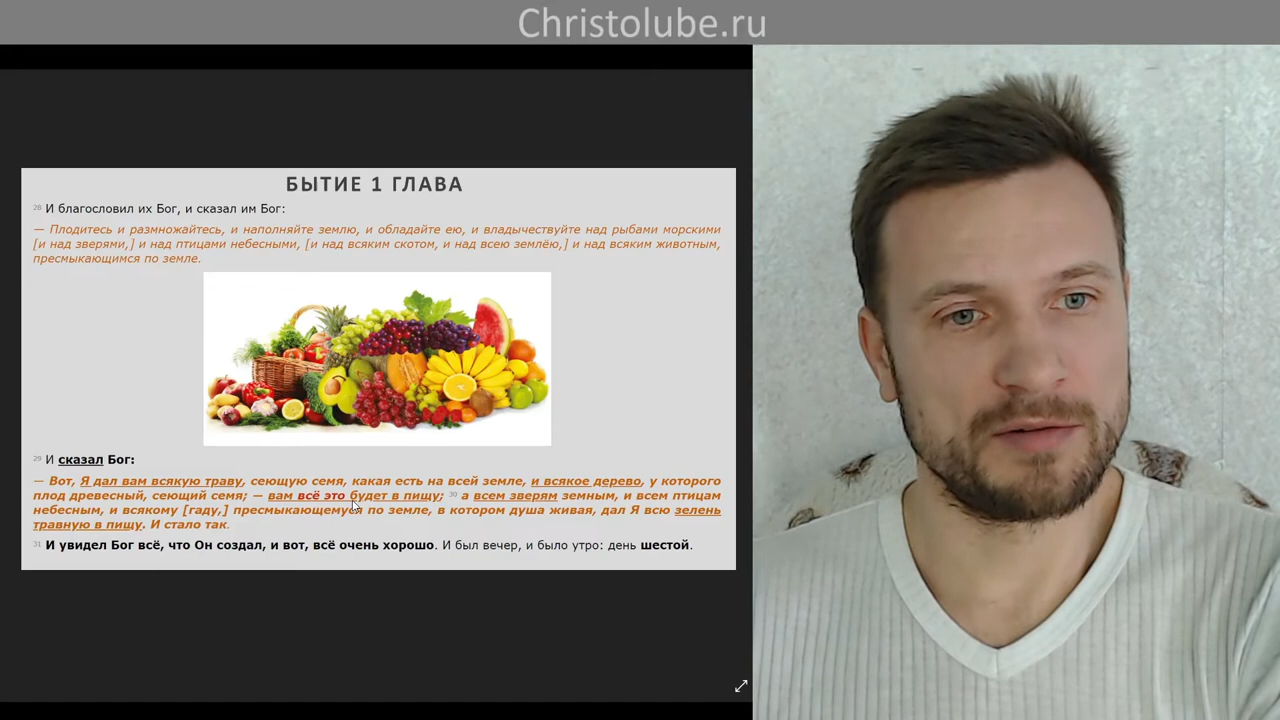 Christolube.ru
БЫТИЕ 1 ГЛАВА
28 И благословил их Бог, и сказал им Бог:
— Плодитесь и размножайтесь, и наполняйте землю, и обладайте ею, и владычествуйте над рыбами морскими
[и над зверями,] и над птицами небесными, [и над всяким скотом, и над всею землёю,] и над всяким животным,
пресмыкающимся по земле.
29 И сказал Бог:
— Вот, Я дал вам всякую траву, сеющую семя, какая есть на всей земле, и всякое дерево, у которого
плод древесный, сеющий семя; — вам всё это будет в пищу; 30 а всем зверям земным, и всем птицам
небесным, и всякому [гаду,] пресмыкающемуся по земле, в котором душа живая, дал Я всю зелень
травную в пищу. И стало так.
31 И увидел Бог всё, что Он создал, и вот, всё очень хорошо. И был вечер, и было утро: день шестой.